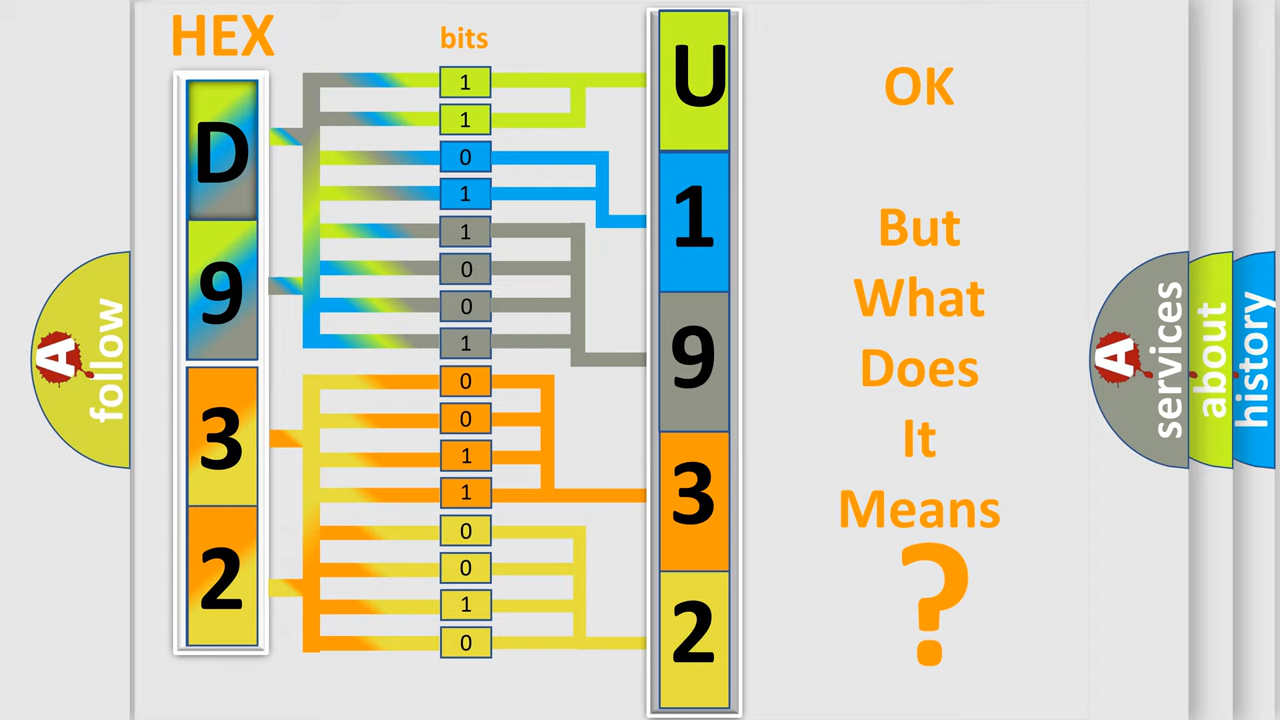 HEX
bits
D
9
3
2
1
1
0
1
1
0
0
1
0
0
1
1
0
0
1
0
U
1
9
3
2
OK
But
What
Does
It
Means
?
A
follow
A
services
about
history